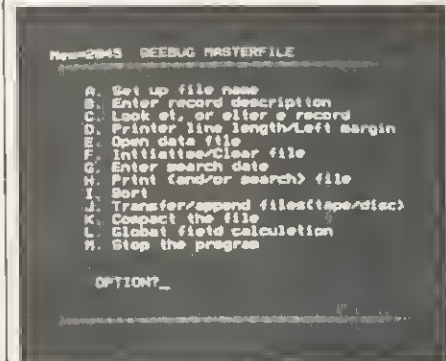 Mem=2045 BEEBUG MASTERFILE
A. Set up file name
B. Enter record description
C. Look at, or alter a record
D. Printer line length/Left margin
E. Open data file
F. Initialise/Clear file
G. Enter search data
H. Print (and/or search) file
I. Sort
J. Transfer/append files(tape/disc)
K. Compact the file
L. Global field calculation
M. Stop the program
OPTION?_